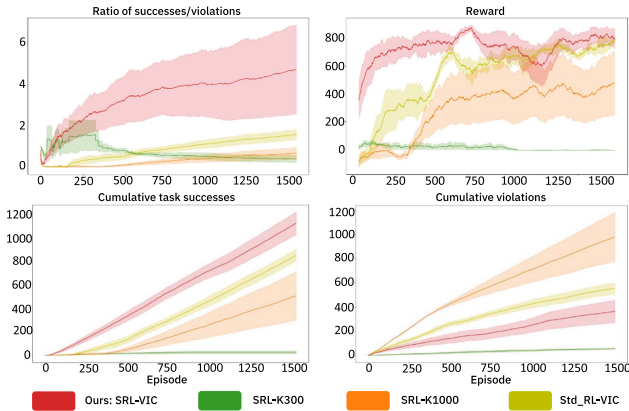 Ratio of successes/violations
6
4
2
0
0 250 500 750 1000 1250 1500
Reward
800
600
400
200
0
0 250 500 750 1000 1250 1500
Cumulative task successes
1200
1000
800
600
400
200
0
0 250 500 750 1000 1250 1500
Episode
Cumulative violations
1200
1000
800
600
400
200
0
0 250 500 750 1000 1250 1500
Episode
Ours: SRL-VIC
SRL-K300
SRL-K1000
Std_RL-VIC